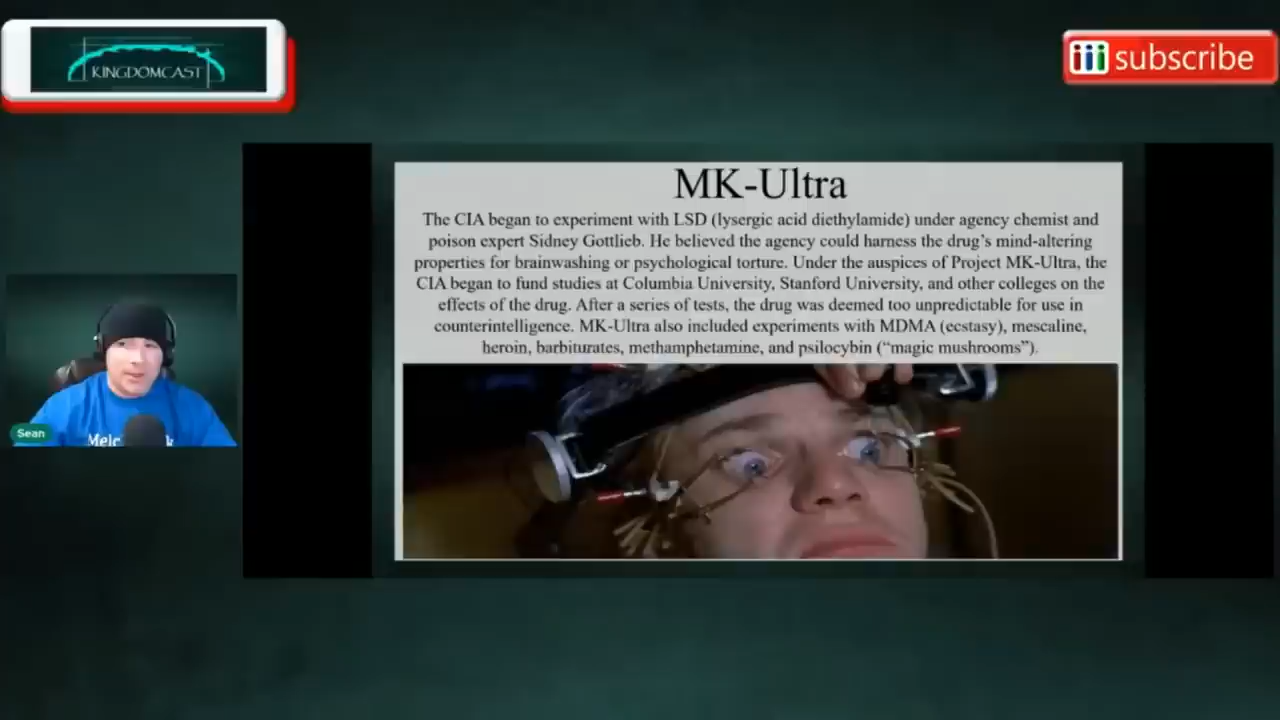 KINGDOMCAST
subscribe
MK-Ultra
The CIA began to experiment with LSD (lysergic acid diethylamide) under agency chemist and
poison expert Sidney Gottlieb. He believed the agency could harness the drug’s mind-altering
properties for brainwashing or psychological torture. Under the auspices of Project MK-Ultra, the
CIA began to fund studies at Columbia University, Stanford University, and other colleges on the
effects of the drug. After a series of tests, the drug was deemed too unpredictable for use in
counterintelligence. MK-Ultra also included experiments with MDMA (ecstasy), mescaline,
heroin, barbiturates, methamphetamine, and psilocybin (“magic mushrooms”).
Sean